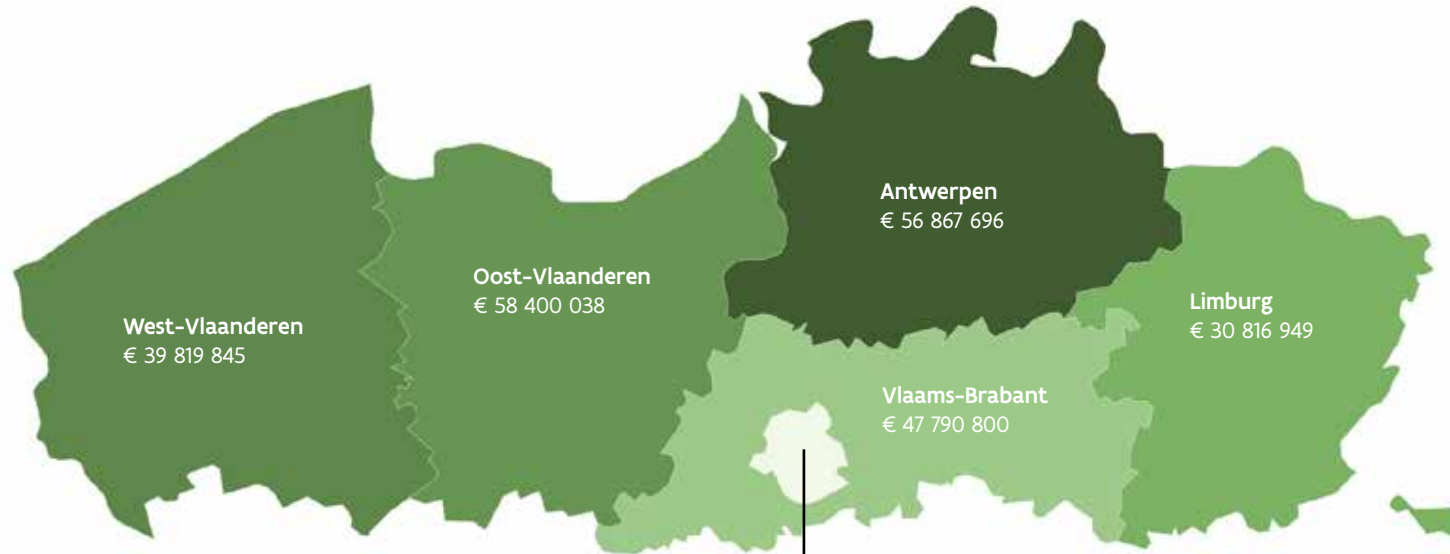 Antwerpen
€ 56 867 696
Oost-Vlaanderen
€ 58 400 038
Limburg
€ 30 816 949
West-Vlaanderen
€ 39 819 845
Vlaams-Brabant
€ 47 790 800